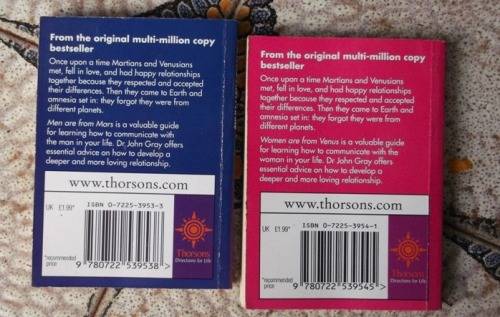 From the original multi-million copy
bestseller
Once upon a time Martians and Venusians
met, fell in love, and had happy relationships
together because they respected and accepted
their differences. Then they came to Earth and
amnesia set in: they forgot they were from
different planets.
Men are from Mars is a valuable guide
for learning how to communicate with
the man in your life. Dr John Gray offers
essential advice on how to develop a
deeper and more loving relationship.
www.thorsons.com
UK £1.99*
ISBN 0-7225-3953-3
*recommended
price
9 780722 539538 >
Thorsons
Directions for Life
From the original multi-million copy
bestseller
Once upon a time Martians and Venusians
met, fell in love, and had happy relationships
together because they respected and accepted
their differences. Then they came to Earth and
amnesia set in: they forgot they were from
different planets.
Women are from Venus is a valuable guide
for learning how to communicate with the
woman in your life. Dr John Gray offers
essential advice on how to develop a
deeper and more loving relationship.
www.thorsons.com
UK £1.99*
ISBN 0-7225-3954-1
*recommended
price
9 780722 539545 >
Thorsons
Directions for Life